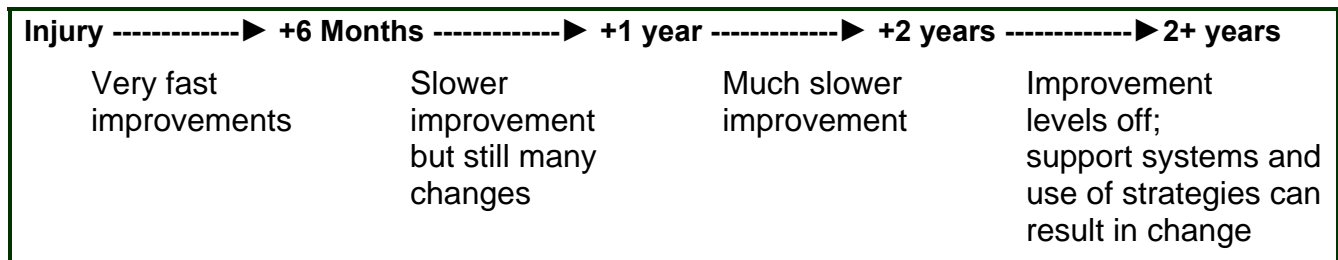 Injury -------------► +6 Months -------------► +1 year -------------► +2 years -------------►2+ years
Very fast
improvements
Slower
improvement
but still many
changes
Much slower
improvement
Improvement
levels off;
support systems and
use of strategies can
result in change